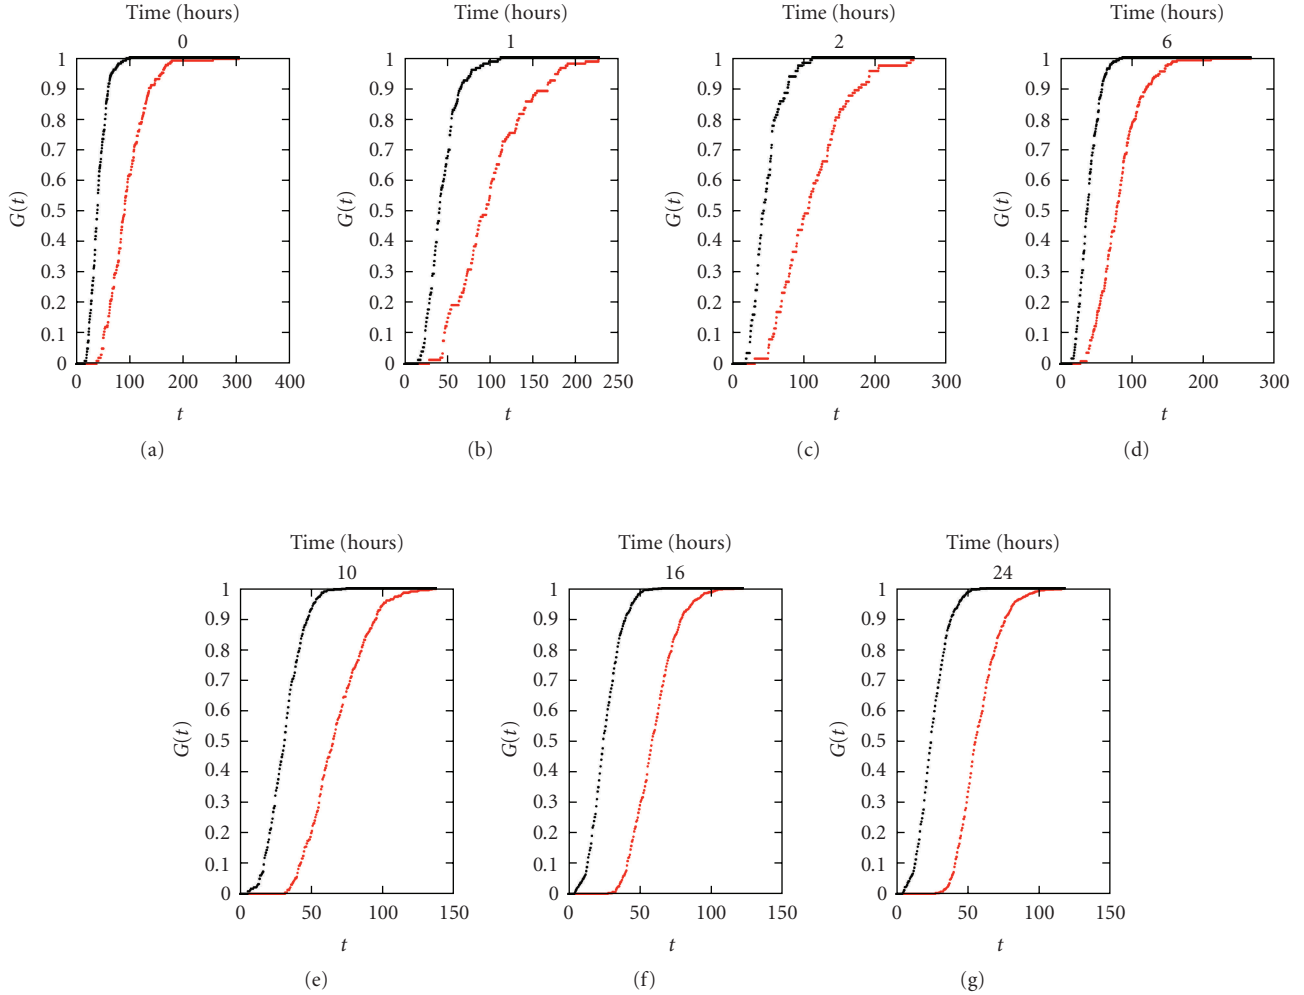 Time (hours)
0
1
0.9
0.8
0.7
0.6
0.5
0.4
0.3
0.2
0.1
0
G(t)
0 100 200 300 400
t
(a)
Time (hours)
1
1
0.9
0.8
0.7
0.6
0.5
0.4
0.3
0.2
0.1
0
G(t)
0 50 100 150 200 250
t
(b)
Time (hours)
2
1
0.9
0.8
0.7
0.6
0.5
0.4
0.3
0.2
0.1
0
G(t)
0 100 200 300
t
(c)
Time (hours)
6
1
0.9
0.8
0.7
0.6
0.5
0.4
0.3
0.2
0.1
0
G(t)
0 100 200 300
t
(d)
Time (hours)
10
1
0.9
0.8
0.7
0.6
0.5
0.4
0.3
0.2
0.1
0
G(t)
0 50 100 150
t
(e)
Time (hours)
16
1
0.9
0.8
0.7
0.6
0.5
0.4
0.3
0.2
0.1
0
G(t)
0 50 100 150
t
(f)
Time (hours)
24
1
0.9
0.8
0.7
0.6
0.5
0.4
0.3
0.2
0.1
0
G(t)
0 50 100 150
t
(g)